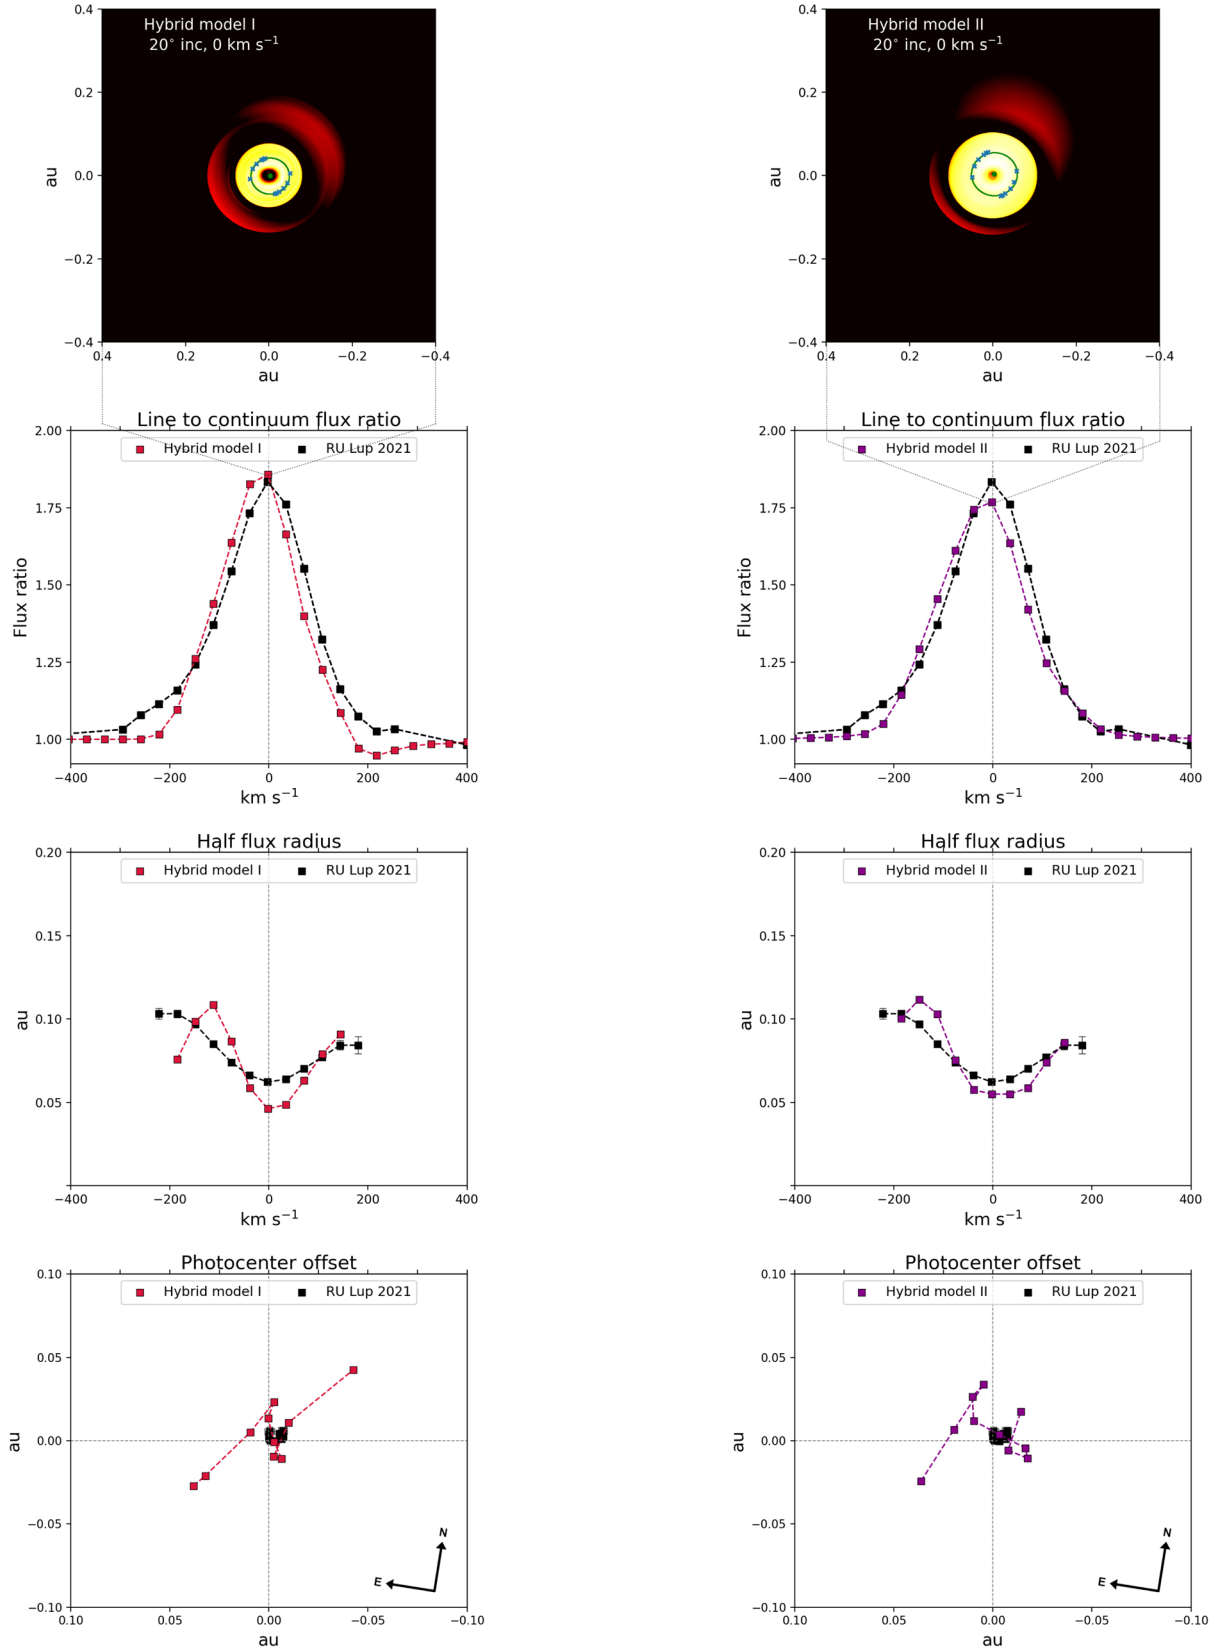 Hybrid model I
20° inc, 0 km s⁻¹
0.4
0.2
0.0
−0.2
−0.4
au
0.4
0.2
0.0
−0.2
−0.4
au
Hybrid model II
20° inc, 0 km s⁻¹
0.4
0.2
0.0
−0.2
−0.4
au
0.4
0.2
0.0
−0.2
−0.4
au
Line to continuum flux ratio
Hybrid model I
RU Lup 2021
2.00
1.75
1.50
1.25
1.00
Flux ratio
−400
−200
0
200
400
km s⁻¹
Line to continuum flux ratio
Hybrid model II
RU Lup 2021
2.00
1.75
1.50
1.25
1.00
Flux ratio
−400
−200
0
200
400
km s⁻¹
Half flux radius
Hybrid model I
RU Lup 2021
0.20
0.15
0.10
0.05
au
−400
−200
0
200
400
km s⁻¹
Half flux radius
Hybrid model II
RU Lup 2021
0.20
0.15
0.10
0.05
au
−400
−200
0
200
400
km s⁻¹
Photocenter offset
Hybrid model I
RU Lup 2021
0.10
0.05
0.00
−0.05
−0.10
au
N
E
0.10
0.05
0.00
−0.05
−0.10
au
Photocenter offset
Hybrid model II
RU Lup 2021
0.10
0.05
0.00
−0.05
−0.10
au
N
E
0.10
0.05
0.00
−0.05
−0.10
au